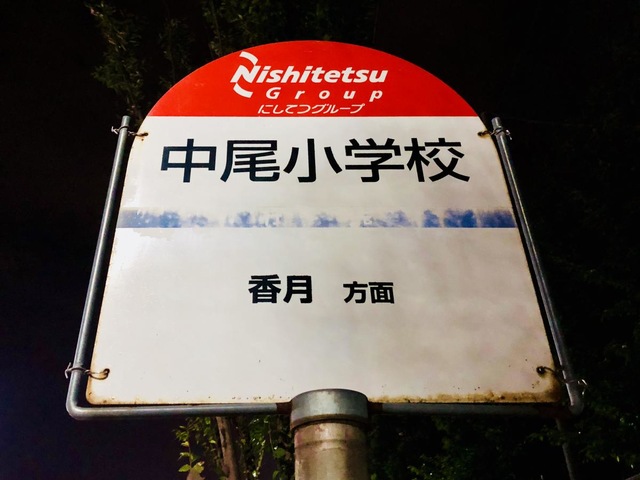 Nishitetsu
Group
にしてつグループ
中尾小学校
香月 方面